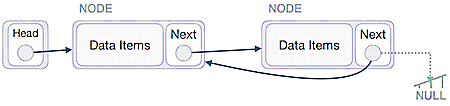 NODE
NODE
Head
Data Items
Next
Data Items
Next
NULL